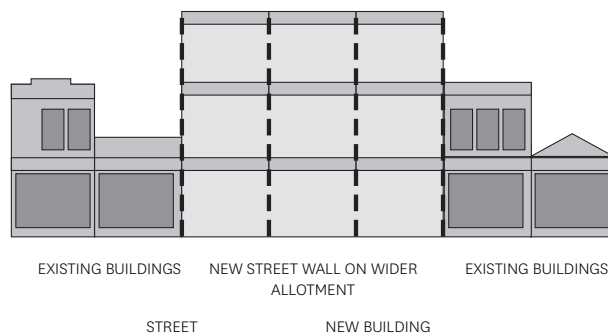 EXISTING BUILDINGS
NEW STREET WALL ON WIDER
ALLOTMENT
EXISTING BUILDINGS
STREET
NEW BUILDING